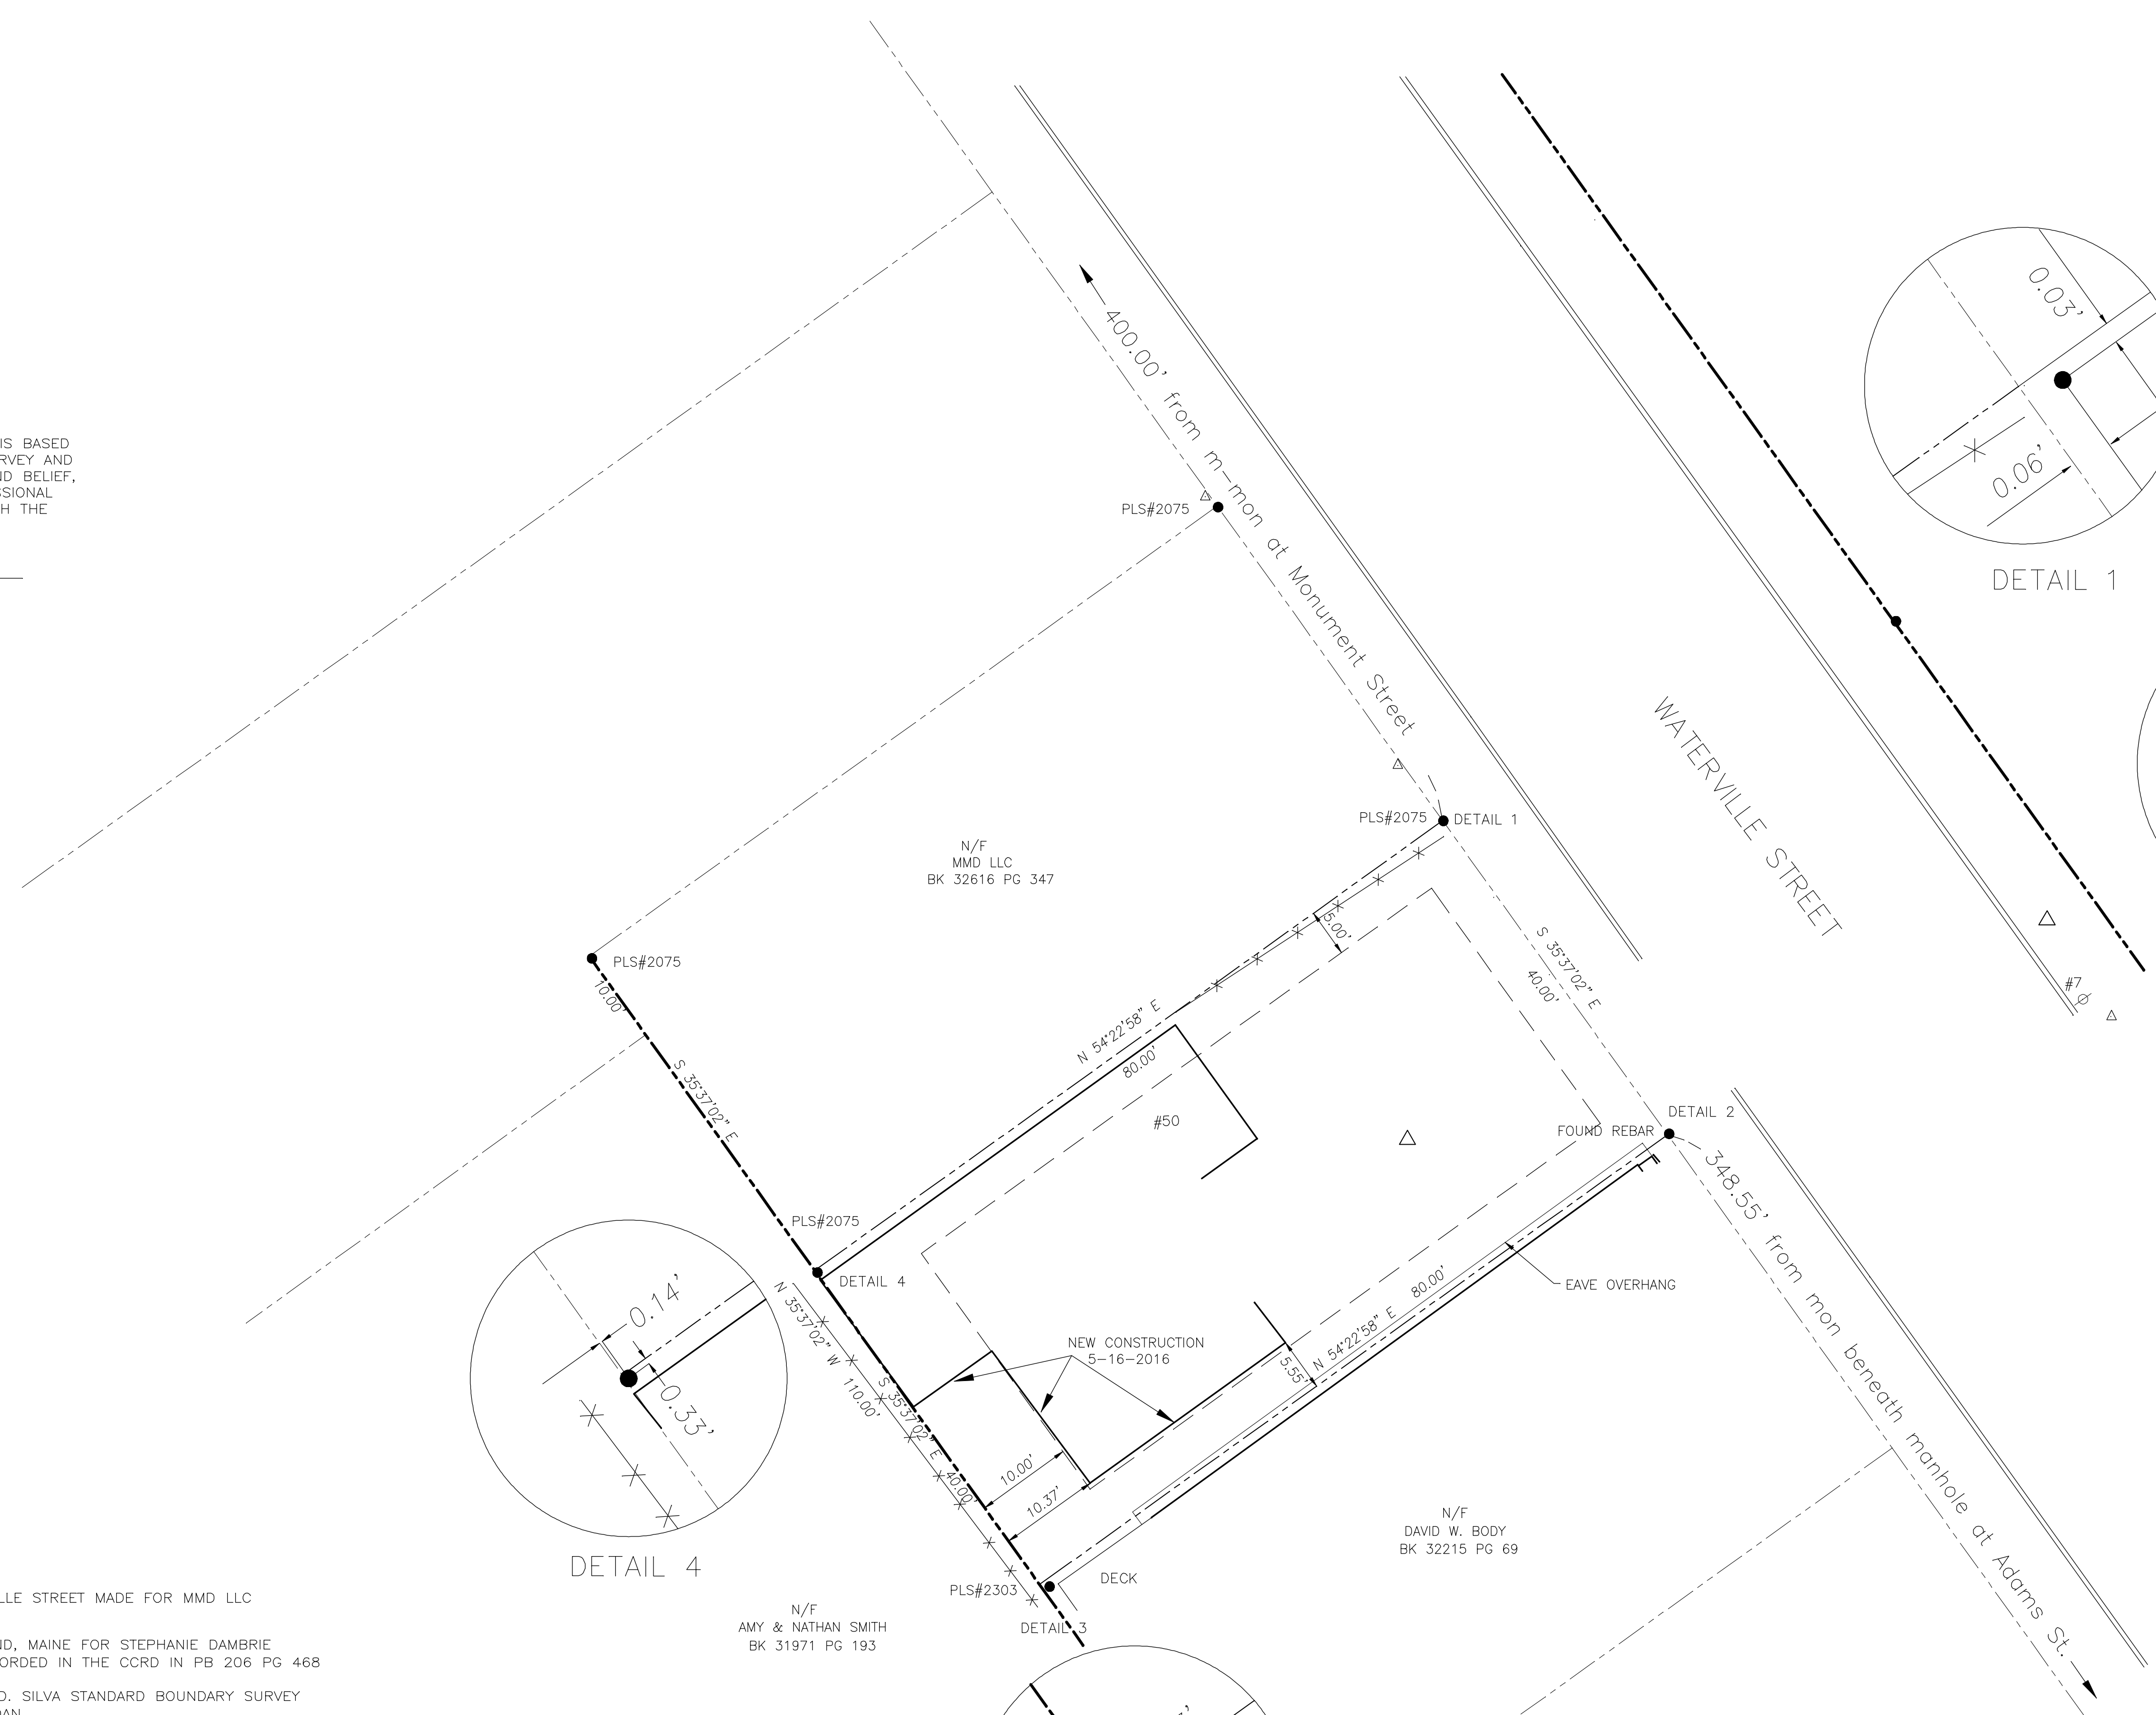 IS BASED
RVEY AND
ND BELIEF,
SSIONAL
H THE
400.00' from m-mon at Monument Street
0.03'
0.06'
DETAIL 1
PLS#2075
WATERVILLE STREET
PLS#2075
DETAIL 1
N/F
MMD LLC
BK 32616 PG 347
5.00'
S 35°37'02" E
40.00'
#7
PLS#2075
10.00'
S 35°37'02" E
N 54°22'58" E
80.00'
#50
DETAIL 2
FOUND REBAR
348.55' from mon beneath manhole at Adams St.
PLS#2075
DETAIL 4
N 35°37'02" W 110.00'
S 35°37'02" E 40.00'
0.14'
0.33'
DETAIL 4
NEW CONSTRUCTION
5-16-2016
5.55'
N 54°22'58" E 80.00'
EAVE OVERHANG
10.00'
10.37'
N/F
DAVID W. BODY
BK 32215 PG 69
PLS#2303
DECK
DETAIL 3
N/F
AMY & NATHAN SMITH
BK 31971 PG 193
LLE STREET MADE FOR MMD LLC
ND, MAINE FOR STEPHANIE DAMBRIE
ORDED IN THE CCRD IN PB 206 PG 468
D. SILVA STANDARD BOUNDARY SURVEY